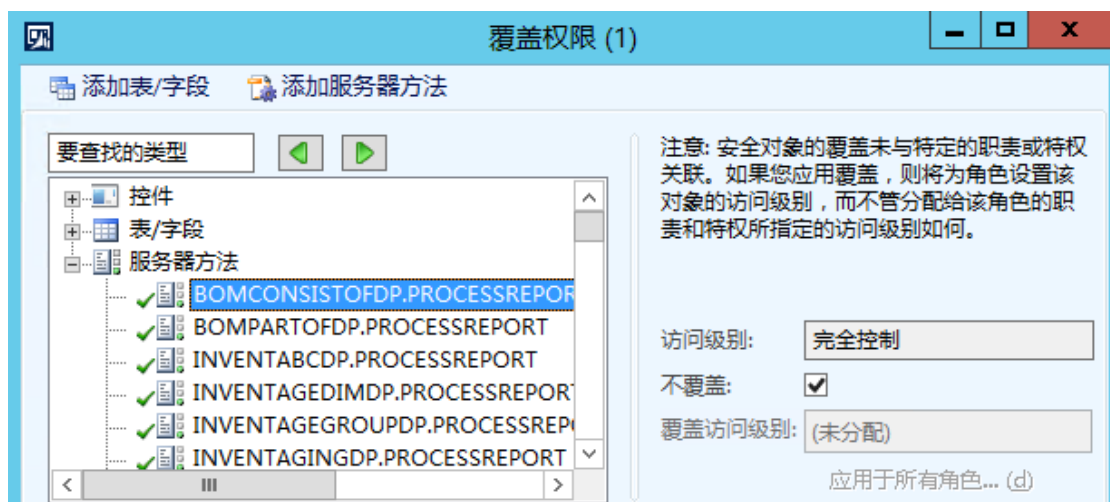 覆盖权限 (1)
添加表/字段 添加服务器方法
要查找的类型
控件
表/字段
服务器方法
BOMCONSISTOFDP.PROCESSREPOR
BOMPARTOFDP.PROCESSREPORT
INVENTABCDP.PROCESSREPORT
INVENTAGEDIMDP.PROCESSREPORT
INVENTAGEGROUPDP.PROCESSREP
INVENTAGINGDP.PROCESSREPORT
注意: 安全对象的覆盖未与特定的职责或特权
关联。如果您应用覆盖，则将为角色设置该
对象的访问级别，而不管分配给该角色的职
责和特权所指定的访问级别如何。
访问级别: 完全控制
不覆盖:
覆盖访问级别: (未分配)
应用于所有角色... (d)